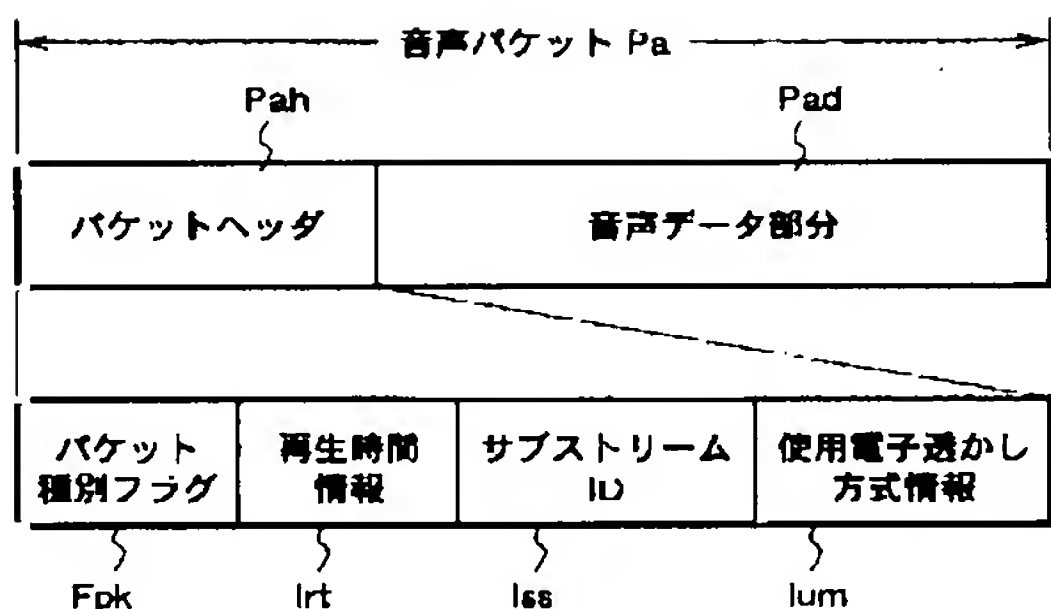 音声パケット Pa
Pah
Pad
パケットヘッダ
音声データ部分
パケット
種別フラグ
再生時間
情報
サブストリーム
ID
使用電子透かし
方式情報
Fpk
Irt
Iss
Ium